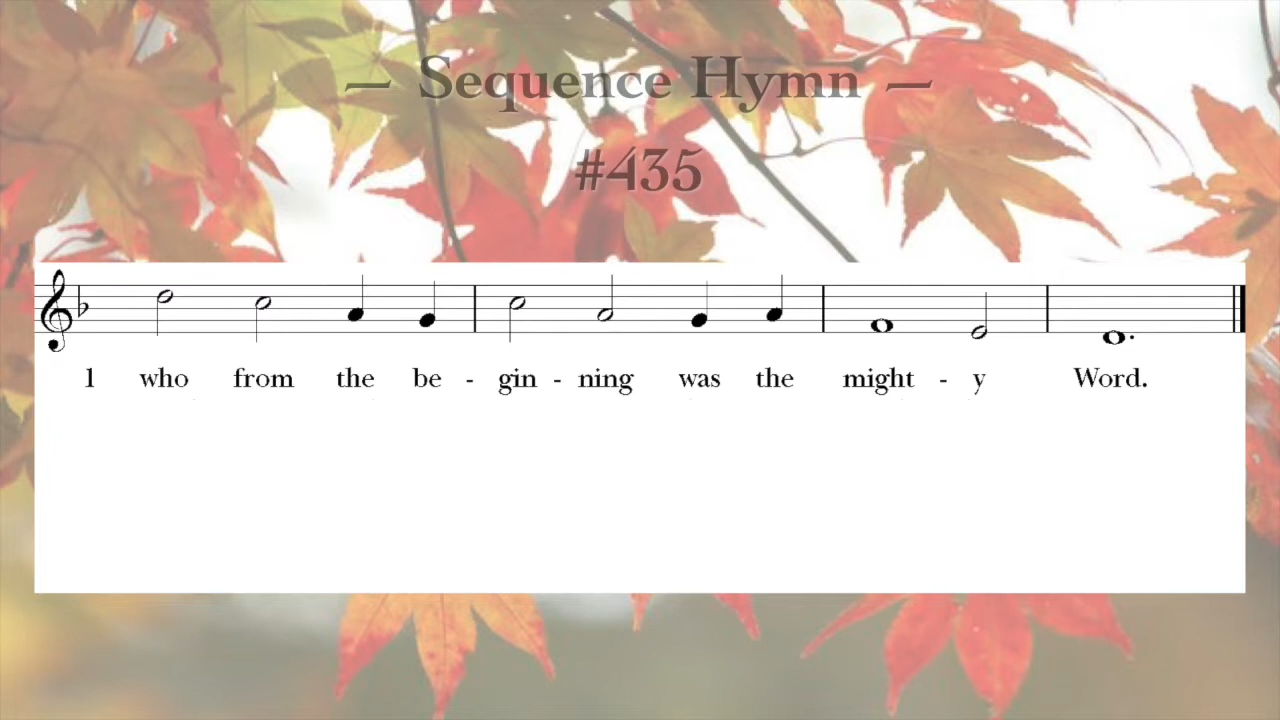 — Sequence Hymn —
#435
1 who from the be - gin - ning was the might - y Word.